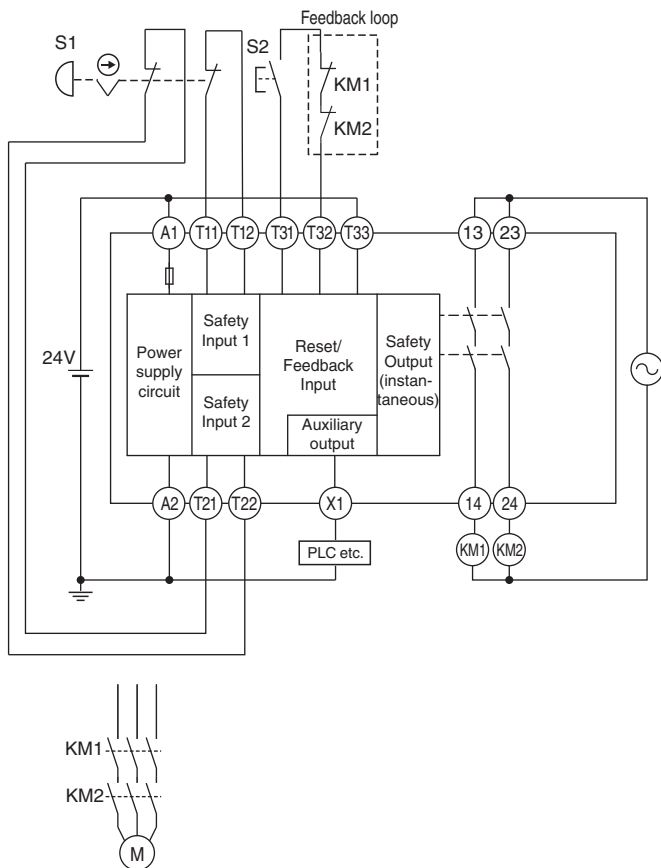 Feedback loop
S1
S2
KM1
KM2
A1
T11
T12
T31
T32
T33
13
23
24V
Power
supply
circuit
Safety
Input 1
Safety
Input 2
Reset/
Feedback
Input
Auxiliary
output
Safety
Output
(instan-
taneous)
A2
T21
T22
X1
14
24
PLC etc.
KM1
KM2
KM1
KM2
M